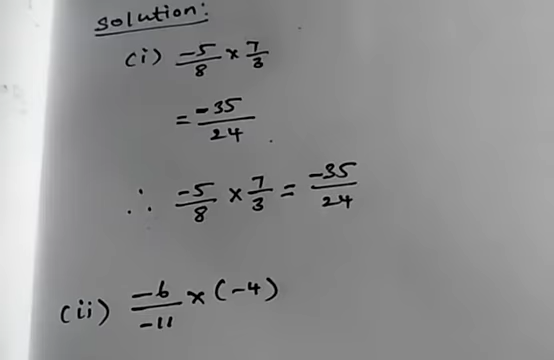 Solution:
(i) -5/8 × 7/3
= -35/24
∴ -5/8 × 7/3 = -35/24
(ii) -6/-11 × (-4)